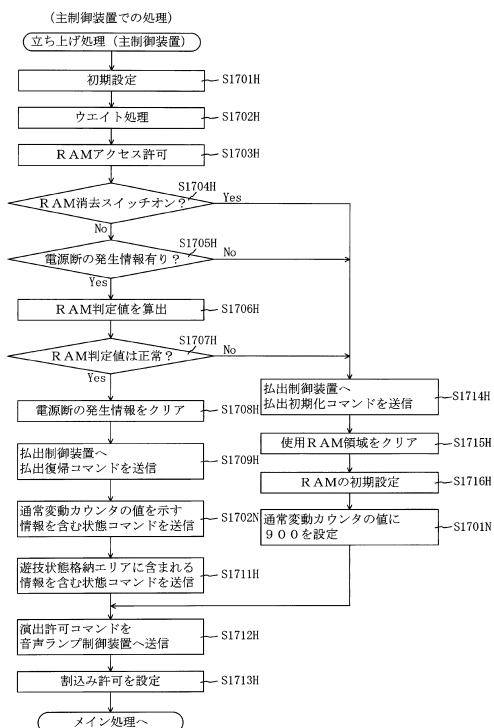 (主制御装置での処理)
立ち上げ処理(主制御装置)
初期設定
S1701H
ウエイト処理
S1702H
RAMアクセス許可
S1703H
S1704H
RAM消去スイッチオン?
Yes
No
S1705H
電源断の発生情報有り?
No
Yes
RAM判定値を算出
S1706H
S1707H
RAM判定値は正常?
No
Yes
電源断の発生情報をクリア
S1708H
払出制御装置へ
払出復帰コマンドを送信
S1709H
通常変動カウンタの値を示す
情報を含む状態コマンドを送信
S1702N
遊技状態格納エリアに含まれる
情報を含む状態コマンドを送信
S1711H
払出制御装置へ
払出初期化コマンドを送信
S1714H
使用RAM領域をクリア
S1715H
RAMの初期設定
S1716H
通常変動カウンタの値に
900を設定
S1701N
演出許可コマンドを
音声ランプ制御装置へ送信
S1712H
割込み許可を設定
S1713H
メイン処理へ